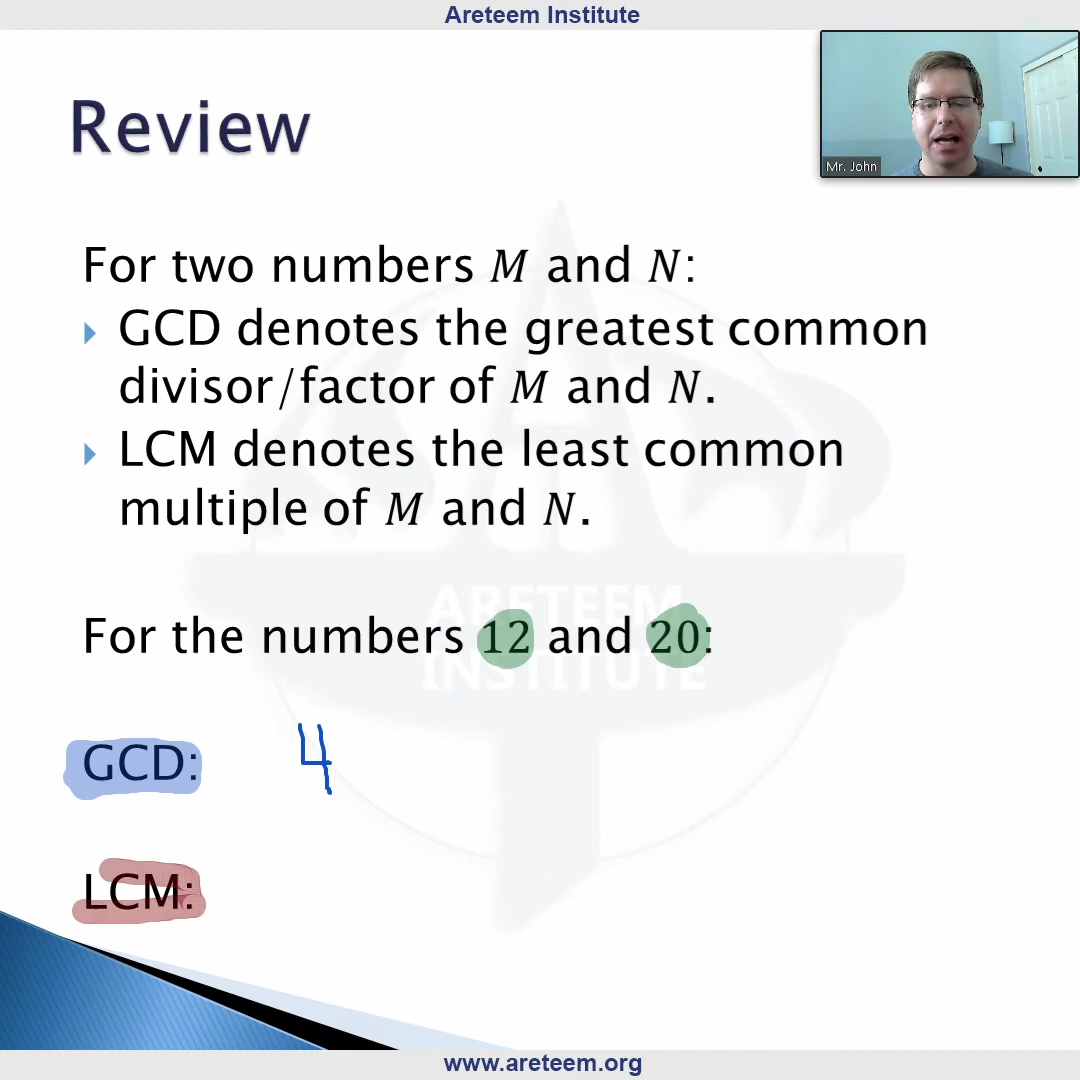 Areteem Institute
Review
Mr. John
For two numbers M and N:
GCD denotes the greatest common
divisor/factor of M and N.
LCM denotes the least common
multiple of M and N.
ARETEEM
INSTITUTE
For the numbers 12 and 20:
GCD: 4
LCM:
www.areteem.org